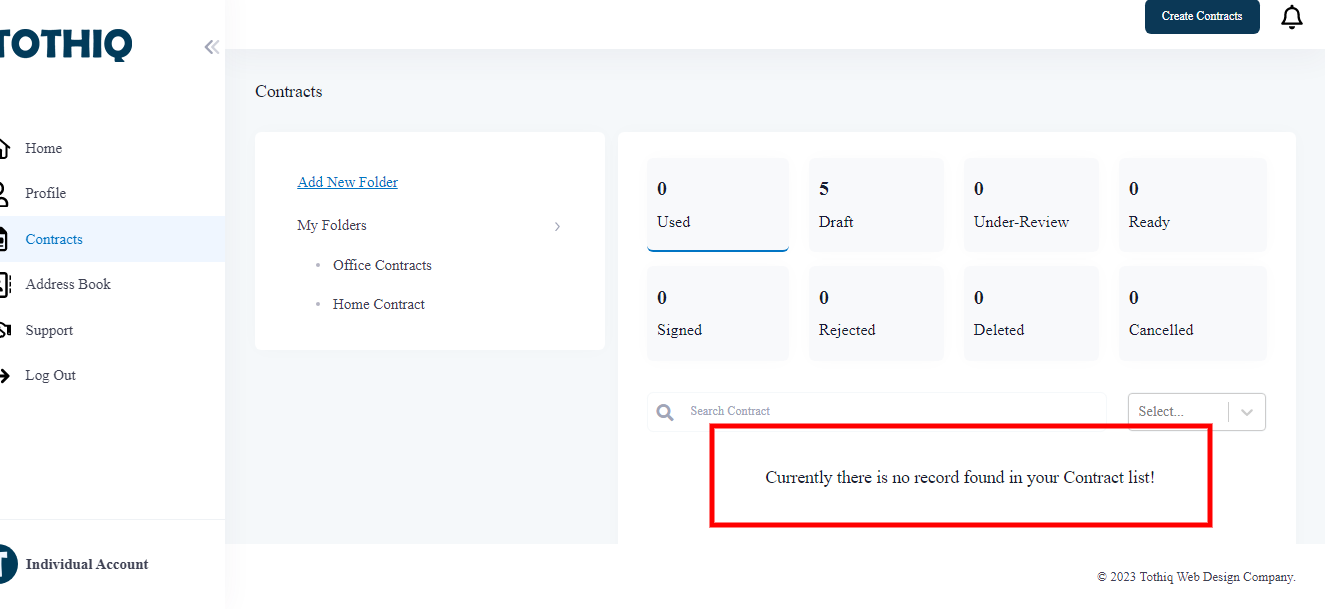 TOTHIQ
Create Contracts
Home
Profile
Contracts
Address Book
Support
Log Out
Individual Account
Contracts
Add New Folder
My Folders
Office Contracts
Home Contract
0
Used
5
Draft
0
Under-Review
0
Ready
0
Signed
0
Rejected
0
Deleted
0
Cancelled
Search Contract
Select...
Currently there is no record found in your Contract list!
© 2023 Tothiq Web Design Company.